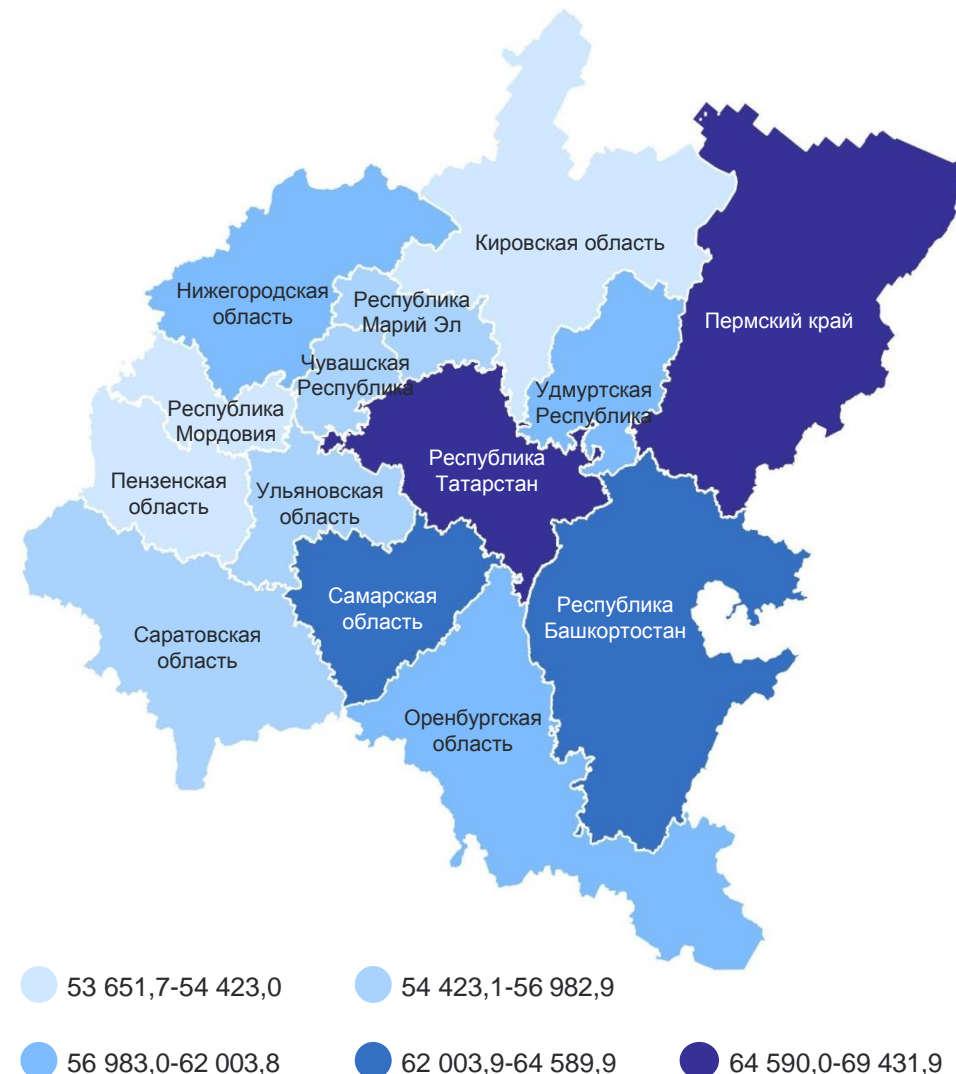 Кировская область
Нижегородская
область
Республика
Марий Эл
Пермский край
Чувашская
Республика
Удмуртская
Республика
Республика
Мордовия
Республика
Татарстан
Пензенская
область
Ульяновская
область
Самарская
область
Республика
Башкортостан
Саратовская
область
Оренбургская
область
53 651,7-54 423,0
54 423,1-56 982,9
56 983,0-62 003,8
62 003,9-64 589,9
64 590,0-69 431,9